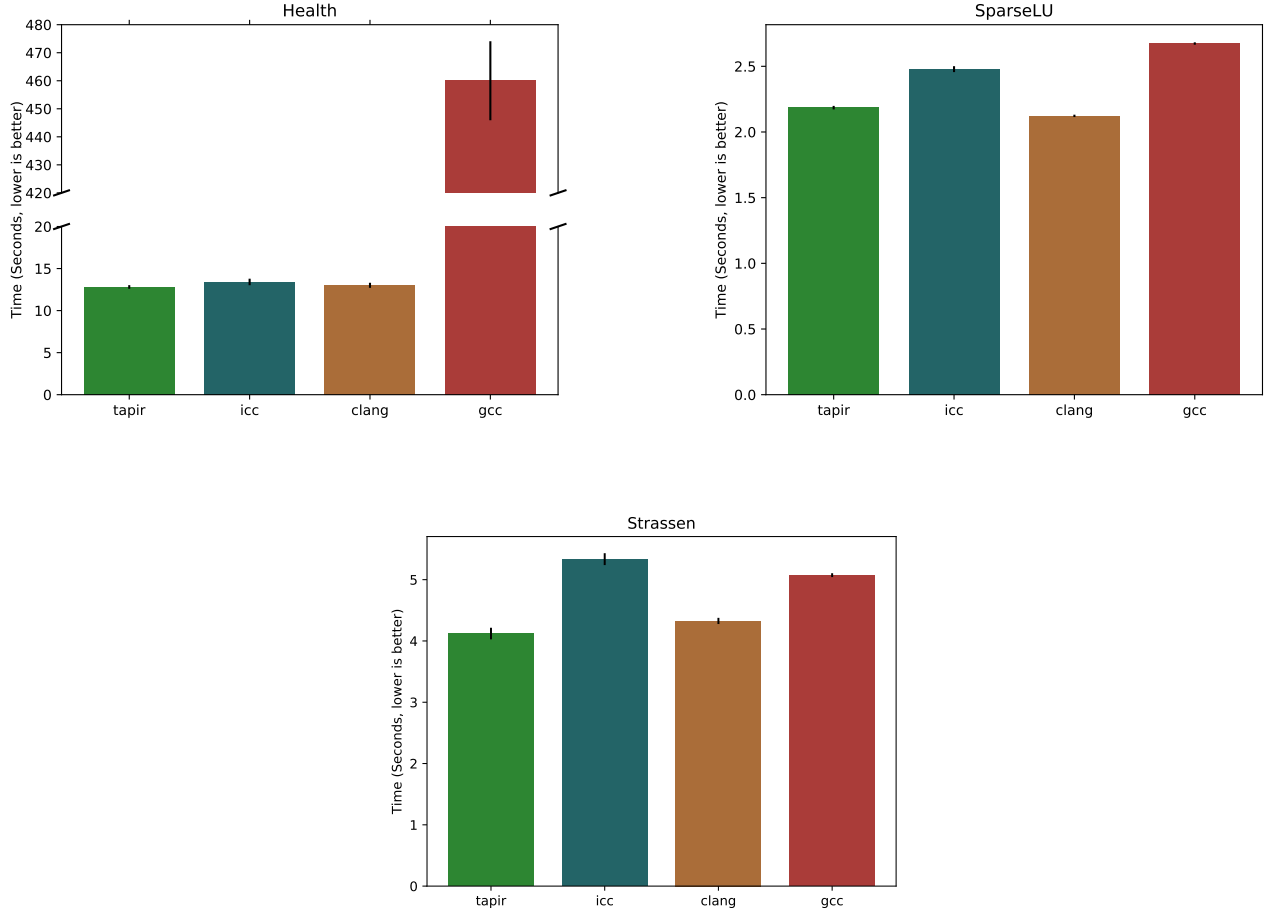 Health
Time (Seconds, lower is better)
480
470
460
450
440
430
420
20
15
10
5
0
tapir icc clang gcc
SparseLU
Time (Seconds, lower is better)
2.5
2.0
1.5
1.0
0.5
0.0
tapir icc clang gcc
Strassen
Time (Seconds, lower is better)
5
4
3
2
1
0
tapir icc clang gcc